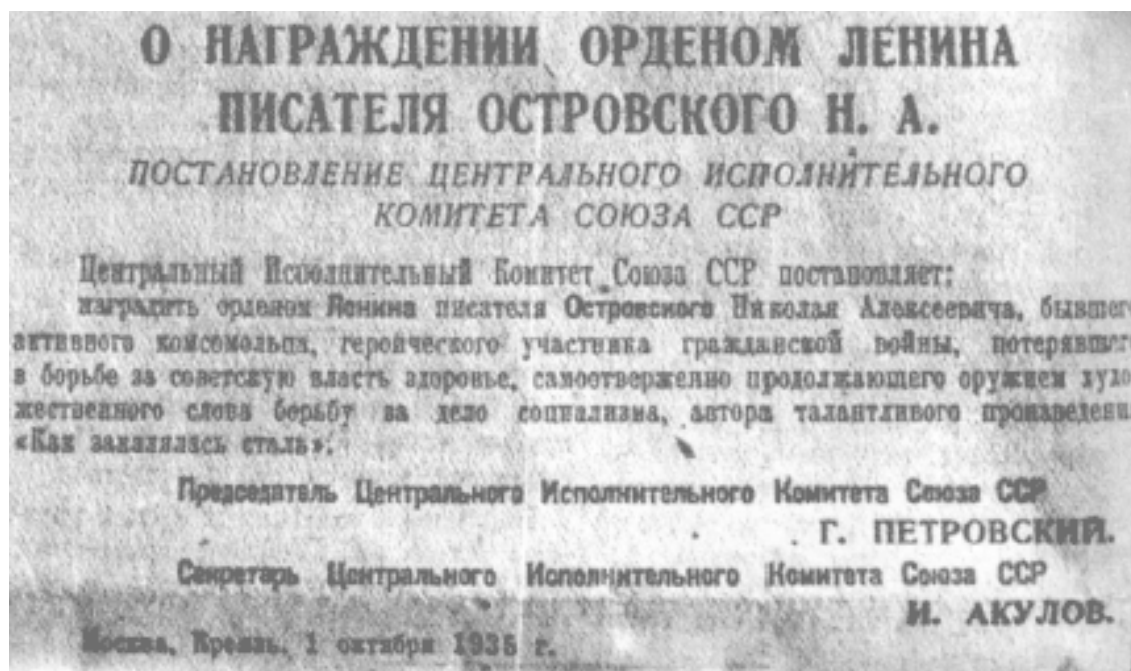 О НАГРАЖДЕНИИ ОРДЕНОМ ЛЕНИНА
ПИСАТЕЛЯ ОСТРОВСКОГО Н. А.
ПОСТАНОВЛЕНИЕ ЦЕНТРАЛЬНОГО ИСПОЛНИТЕЛЬНОГО
КОМИТЕТА СОЮЗА ССР
Центральный Исполнительный Комитет Союза ССР постановляет:
наградить орденом Ленина писателя Островского Николая Алексеевича, бывшего
активного комсомольца, героического участника гражданской войны, потерявшего
в борьбе за советскую власть здоровье, самоотверженно продолжающего оружием худо
жественного слова борьбу за дело социализма, автора талантливого произведения
«Как закалялась сталь».
Председатель Центрального Исполнительного Комитета Союза ССР
Г. ПЕТРОВСКИЙ.
Секретарь Центрального Исполнительного Комитета Союза ССР
И. АКУЛОВ.
Москва, Кремль. 1 октября 1935 г.